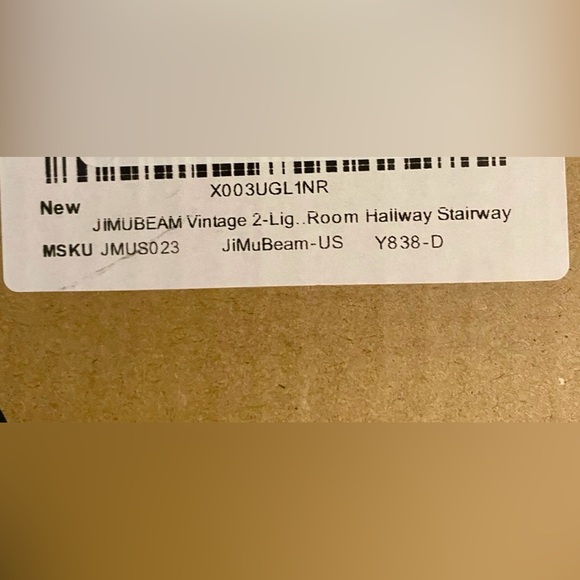 X003UGL1NR
New
JIMUBEAM Vintage 2-Lig..Room Hallway Stairway
MSKU JMUS023 JiMuBeam-US Y838-D